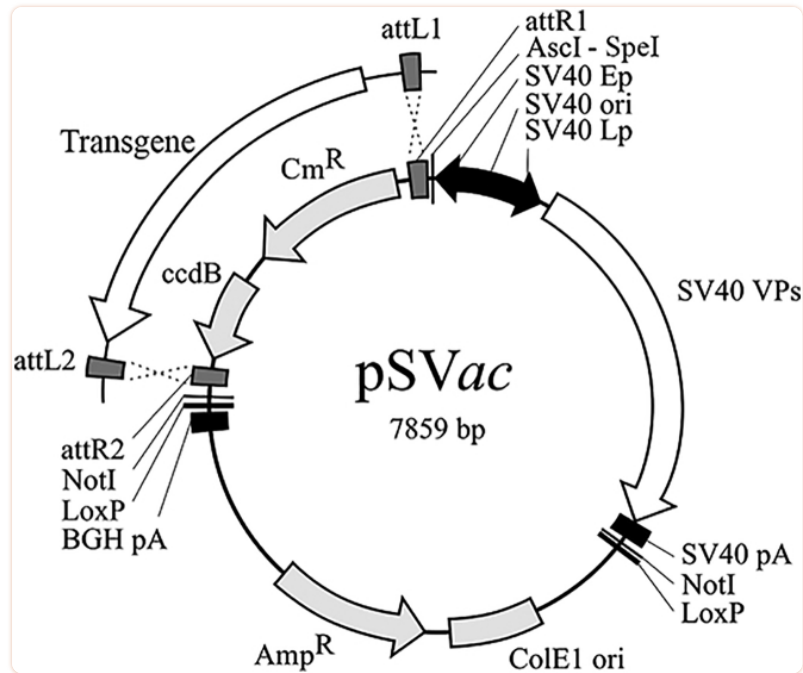 attL1
attR1
AscI - SpeI
SV40 Ep
SV40 ori
SV40 Lp
Transgene
CmR
ccdB
SV40 VPs
attL2
pSVac
7859 bp
attR2
NotI
LoxP
BGH pA
SV40 pA
NotI
LoxP
AmpR
ColE1 ori